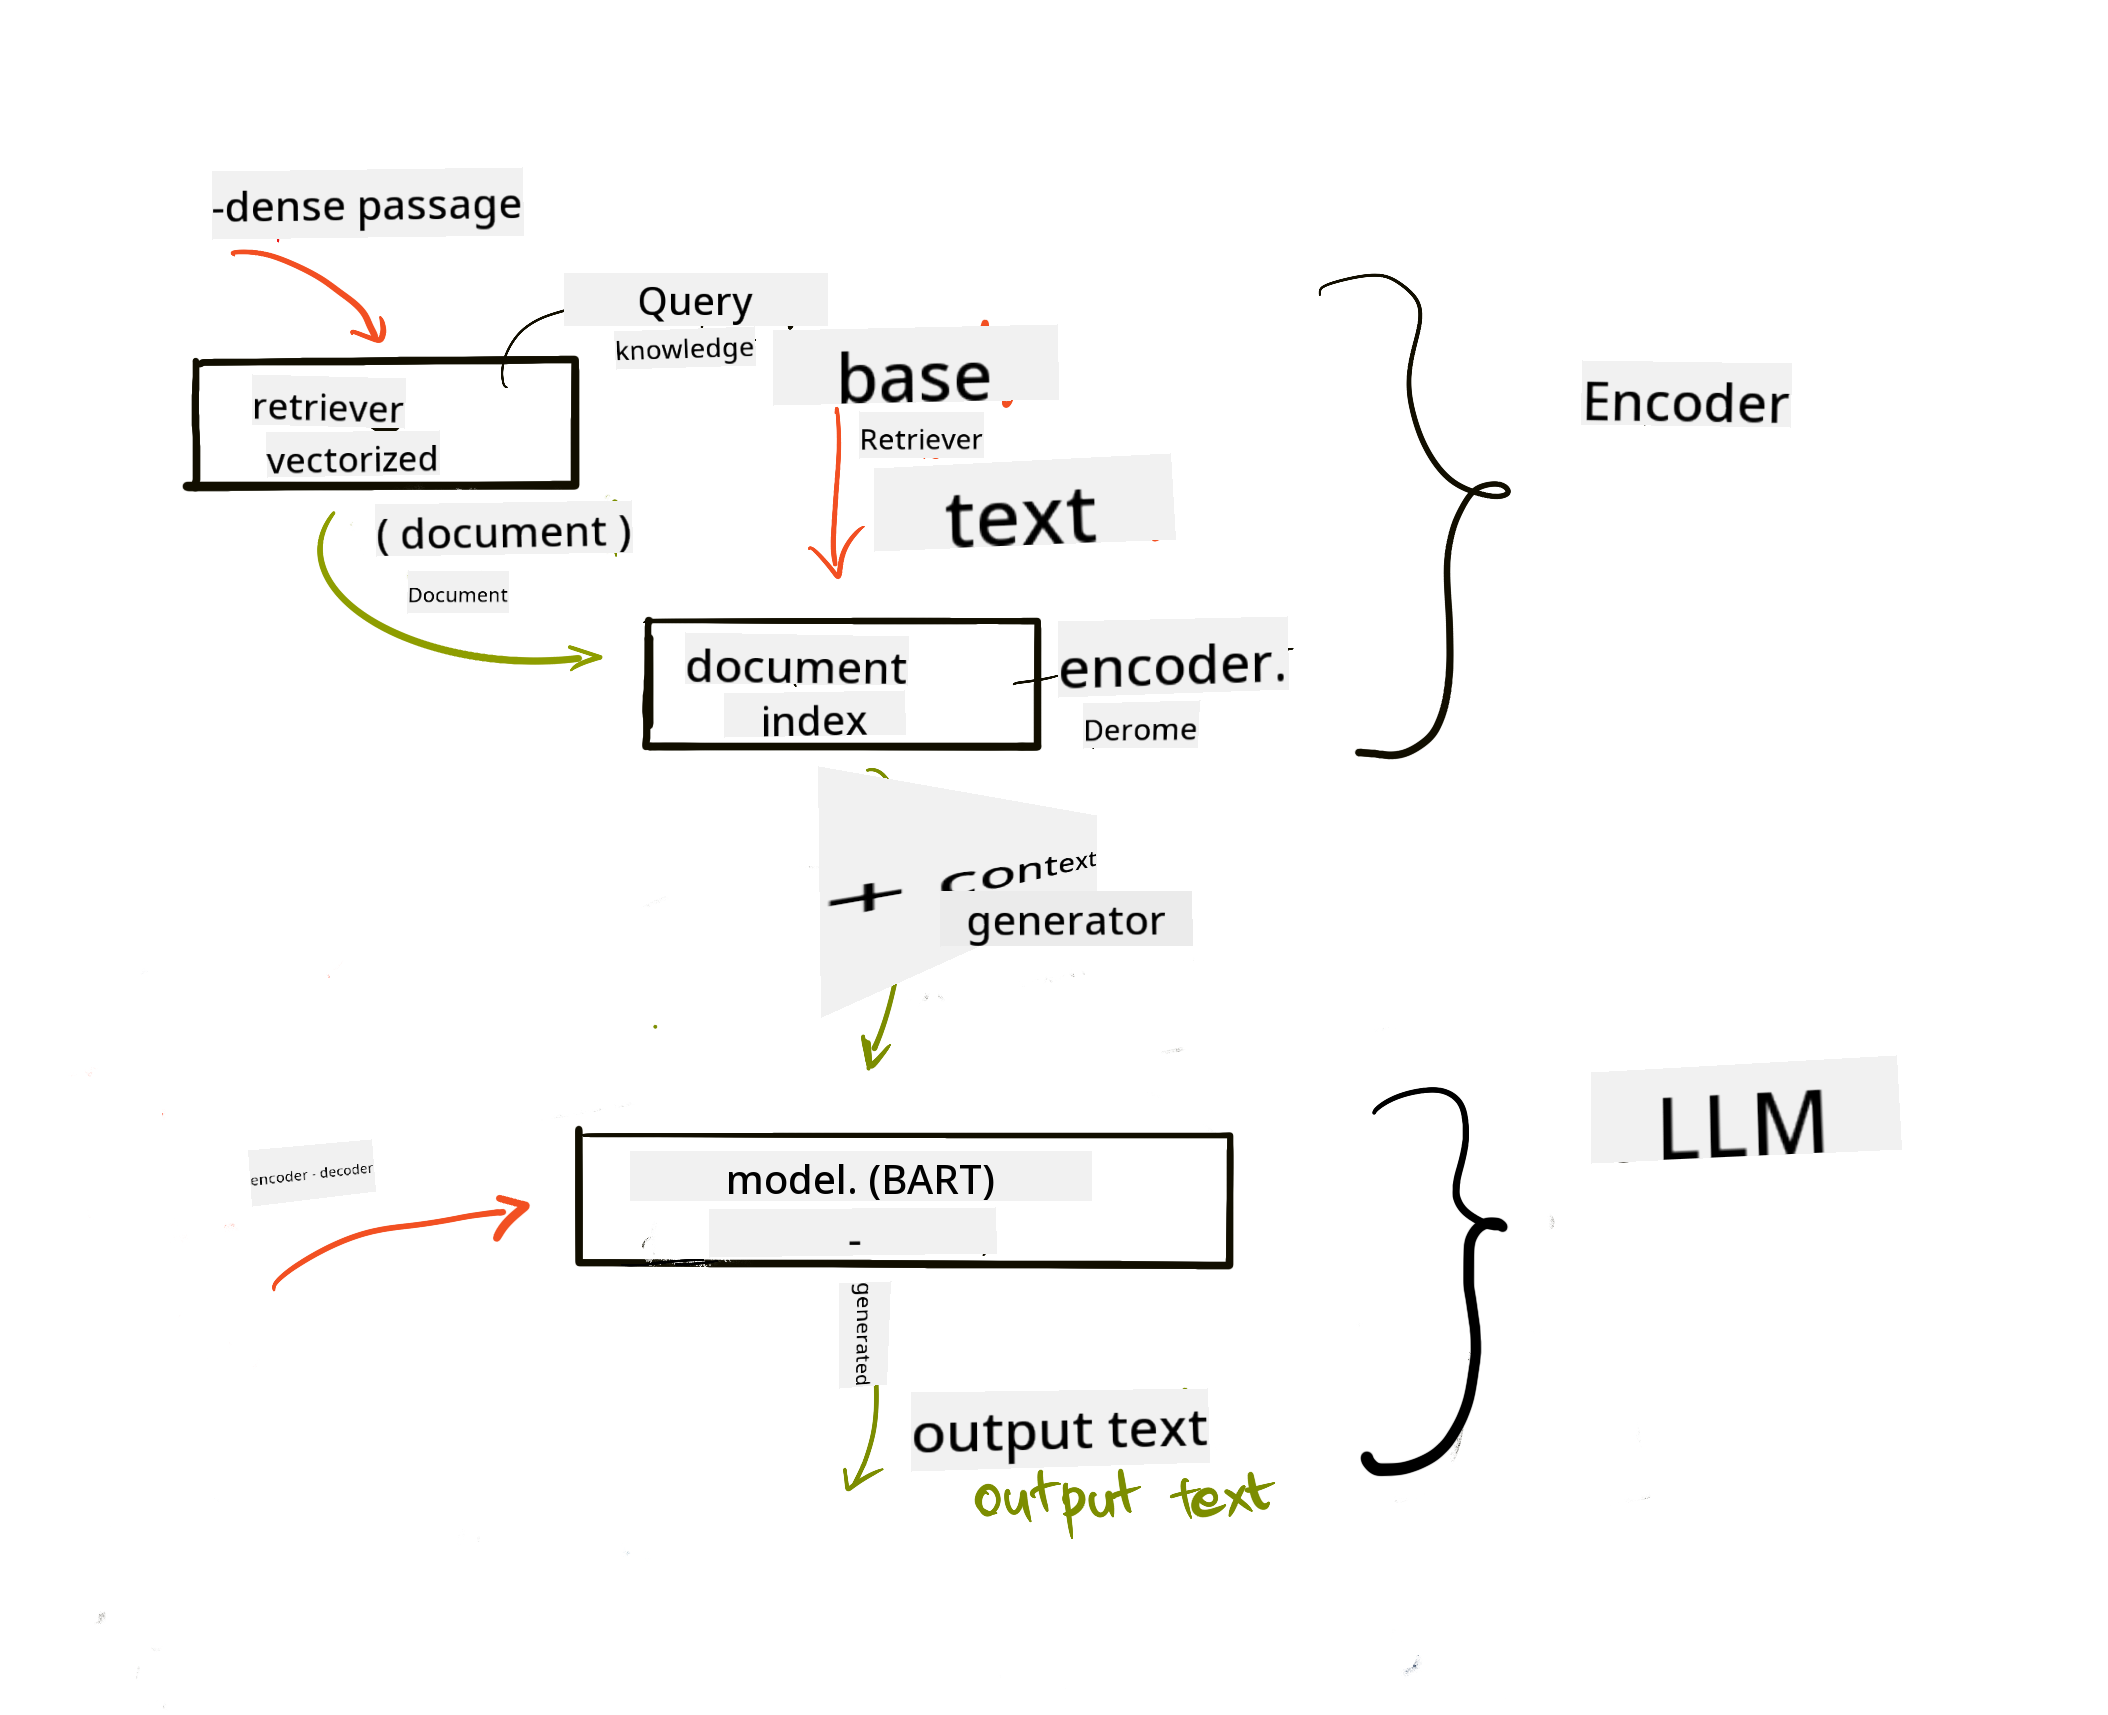 -dense passage
Query
knowledge
base
retriever
vectorized
Retriever
text
( document )
Document
document
index
encoder.
Derome
Encoder
+ Context
generator
encoder - decoder
model. (BART)
-
LLM
generated
output text
output text